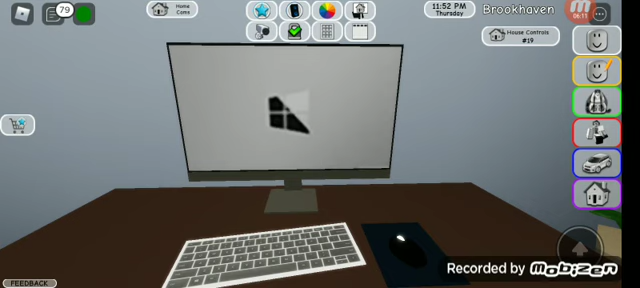 79
Home
Cams
11:52 PM
Thursday
Brookhaven
06:11
House Controls
#19
FEEDBACK
Recorded by Mobizen